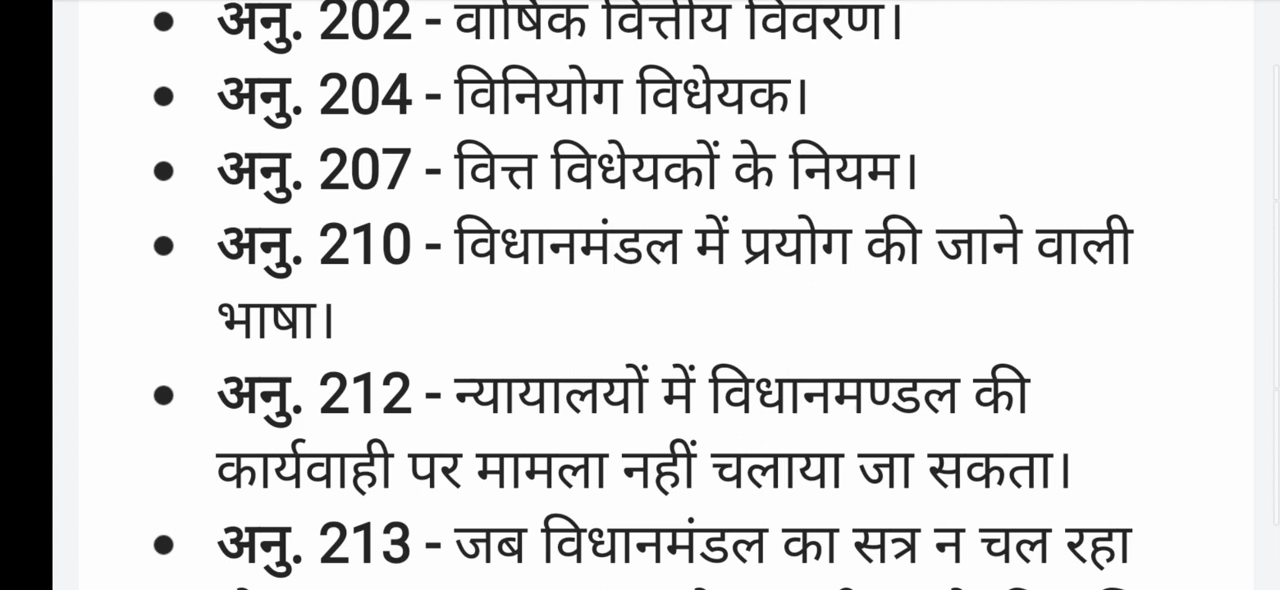 • अनु. 202 - वार्षिक वित्तीय विवरण।
• अनु. 204 - विनियोग विधेयक।
• अनु. 207 - वित्त विधेयकों के नियम।
• अनु. 210 - विधानमंडल में प्रयोग की जाने वाली
भाषा।
• अनु. 212 - न्यायालयों में विधानमण्डल की
कार्यवाही पर मामला नहीं चलाया जा सकता।
• अनु. 213 - जब विधानमंडल का सत्र न चल रहा